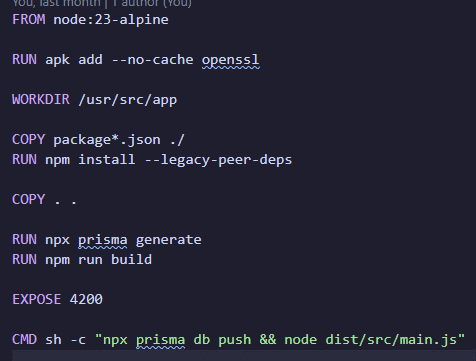 You, last month | 1 author (You)
FROM node:23-alpine
RUN apk add --no-cache openssl
WORKDIR /usr/src/app
COPY package*.json ./
RUN npm install --legacy-peer-deps
COPY . .
RUN npx prisma generate
RUN npm run build
EXPOSE 4200
CMD sh -c "npx prisma db push && node dist/src/main.js"